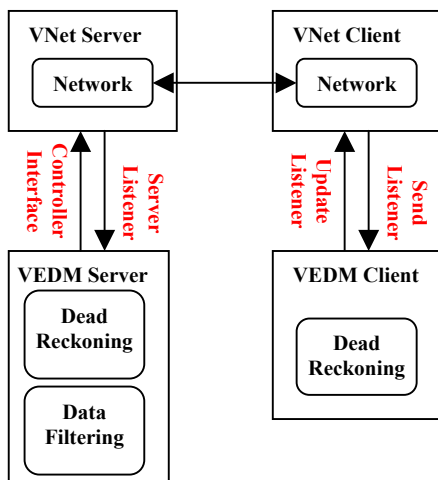 VNet Server
Network
VNet Client
Network
Controller
Interface
Server
Listener
Update
Listener
Send
Listener
VEDM Server
Dead
Reckoning
Data
Filtering
VEDM Client
Dead
Reckoning